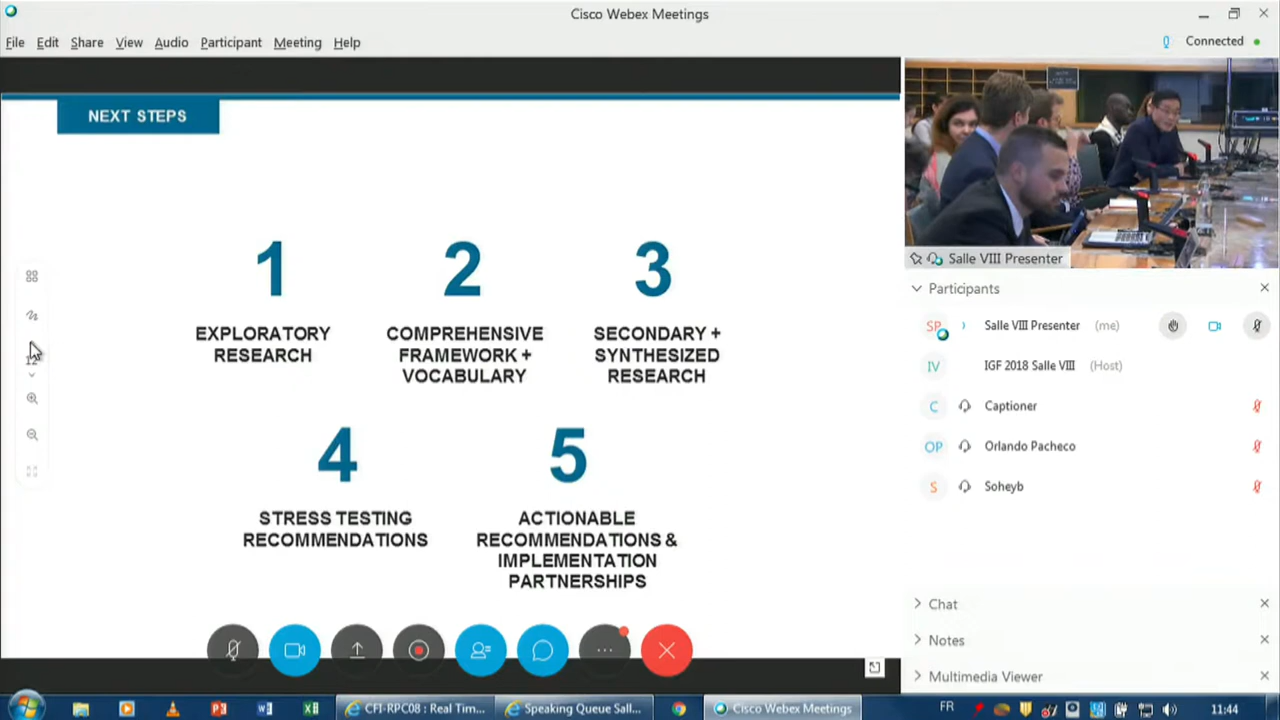 Cisco Webex Meetings
File Edit Share View Audio Participant Meeting Help
Connected
NEXT STEPS
1
EXPLORATORY
RESEARCH
2
COMPREHENSIVE
FRAMEWORK +
VOCABULARY
3
SECONDARY +
SYNTHESIZED
RESEARCH
4
STRESS TESTING
RECOMMENDATIONS
5
ACTIONABLE
RECOMMENDATIONS &
IMPLEMENTATION
PARTNERSHIPS
Salle VIII Presenter
Participants
SP Salle VIII Presenter (me)
IV IGF 2018 Salle VIII (Host)
C Captioner
OP Orlando Pacheco
S Soheyb
Chat
Notes
Multimedia Viewer
CFI-RPC08 : Real Tim...
Speaking Queue Sall...
Cisco Webex Meetings
FR
11:44